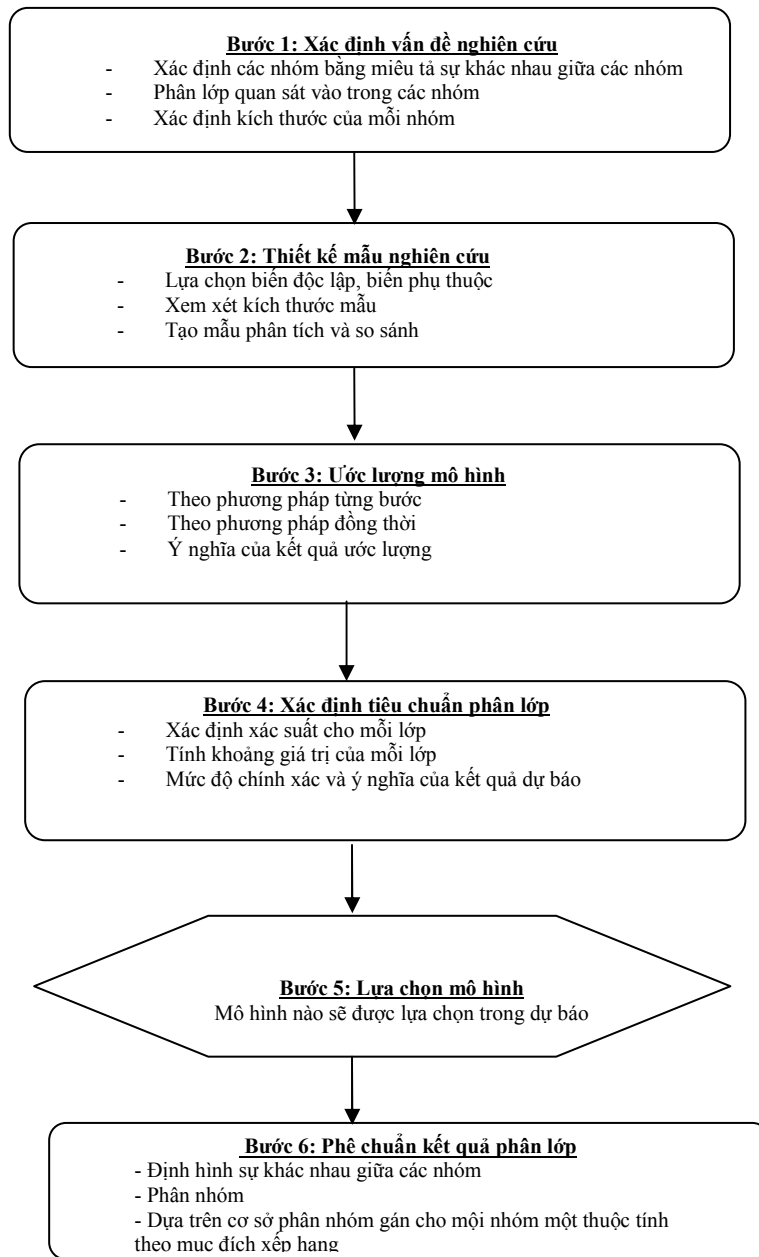 Bước 1: Xác định vấn đề nghiên cứu
- Xác định các nhóm bằng miêu tả sự khác nhau giữa các nhóm
- Phân lớp quan sát vào trong các nhóm
- Xác định kích thước của mỗi nhóm
Bước 2: Thiết kế mẫu nghiên cứu
- Lựa chọn biến độc lập, biến phụ thuộc
- Xem xét kích thước mẫu
- Tạo mẫu phân tích và so sánh
Bước 3: Ước lượng mô hình
- Theo phương pháp từng bước
- Theo phương pháp đồng thời
- Ý nghĩa của kết quả ước lượng
Bước 4: Xác định tiêu chuẩn phân lớp
- Xác định xác suất cho mỗi lớp
- Tính khoảng giá trị của mỗi lớp
- Mức độ chính xác và ý nghĩa của kết quả dự báo
Bước 5: Lựa chọn mô hình
Mô hình nào sẽ được lựa chọn trong dự báo
Bước 6: Phê chuẩn kết quả phân lớp
- Định hình sự khác nhau giữa các nhóm
- Phân nhóm
- Dựa trên cơ sở phân nhóm gán cho mội nhóm một thuộc tính
theo mục đích xếp hang